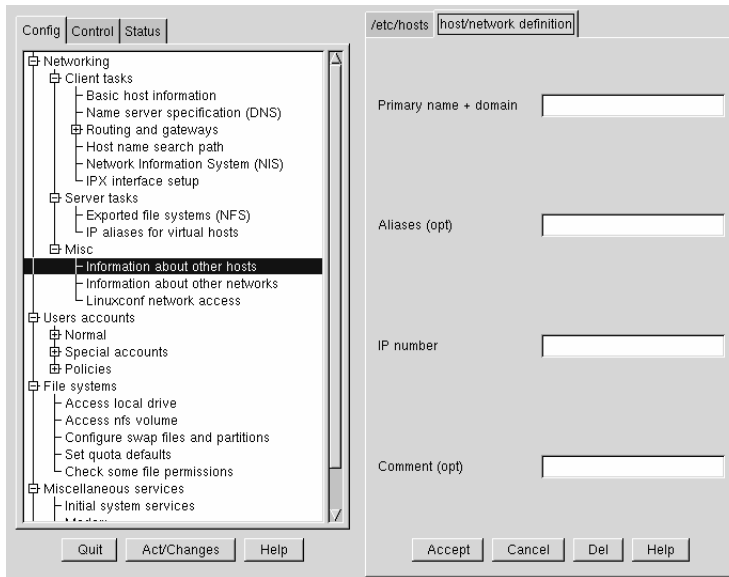 Config Control Status
Networking
Client tasks
Basic host information
Name server specification (DNS)
Routing and gateways
Host name search path
Network Information System (NIS)
IPX interface setup
Server tasks
Exported file systems (NFS)
IP aliases for virtual hosts
Misc
Information about other hosts
Information about other networks
Linuxconf network access
Users accounts
Normal
Special accounts
Policies
File systems
Access local drive
Access nfs volume
Configure swap files and partitions
Set quota defaults
Check some file permissions
Miscellaneous services
Initial system services
Quit Act/Changes Help
/etc/hosts host/network definition
Primary name + domain
Aliases (opt)
IP number
Comment (opt)
Accept Cancel Del Help